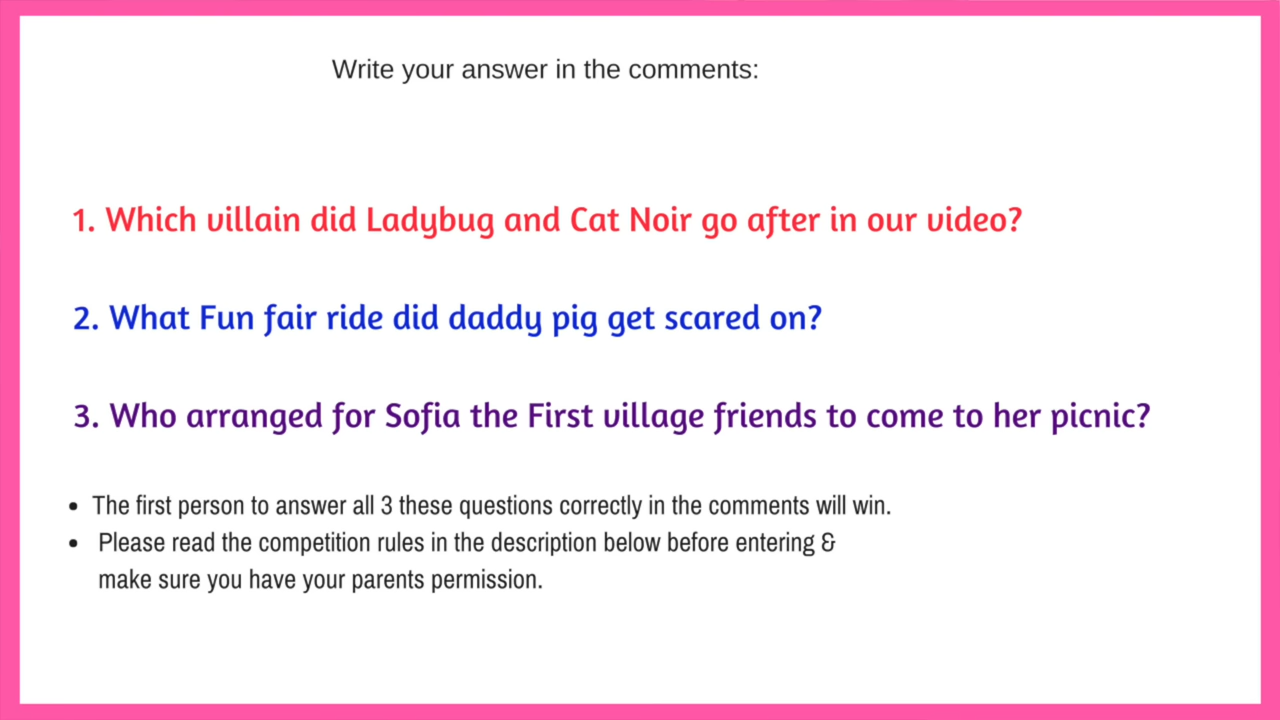 Write your answer in the comments:
1. Which villain did Ladybug and Cat Noir go after in our video?
2. What Fun fair ride did daddy pig get scared on?
3. Who arranged for Sofia the First village friends to come to her picnic?
• The first person to answer all 3 these questions correctly in the comments will win.
• Please read the competition rules in the description below before entering &
make sure you have your parents permission.